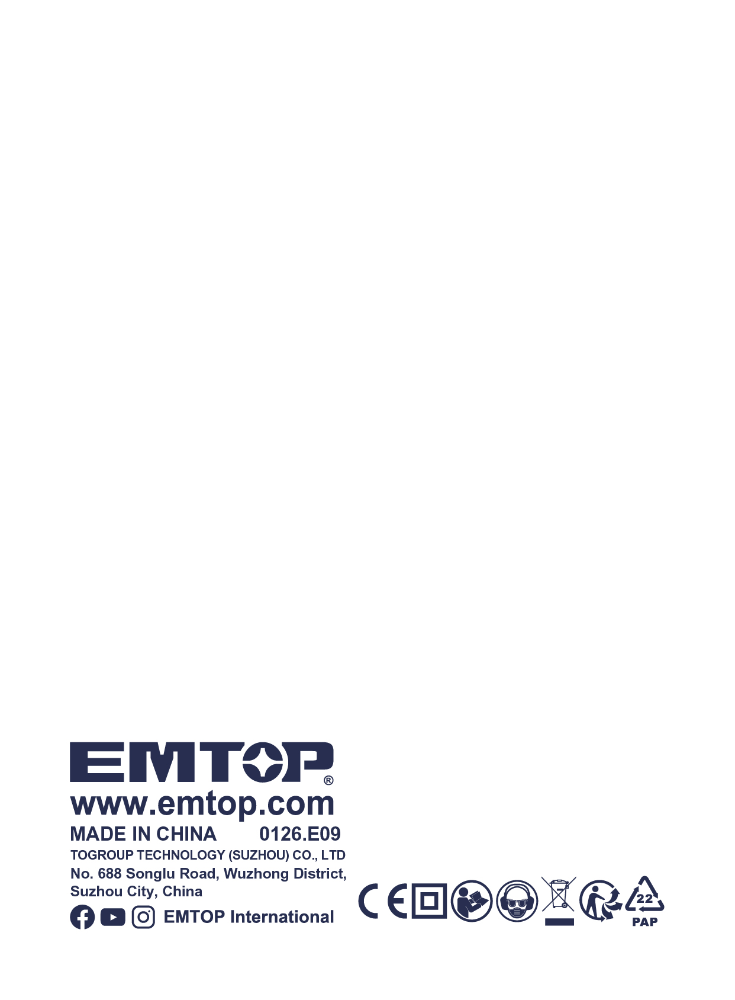 EMTOP®
www.emtop.com
MADE IN CHINA 0126.E09
TOGROUP TECHNOLOGY (SUZHOU) CO., LTD
No. 688 Songlu Road, Wuzhong District,
Suzhou City, China
EMTOP International
CE
22
PAP